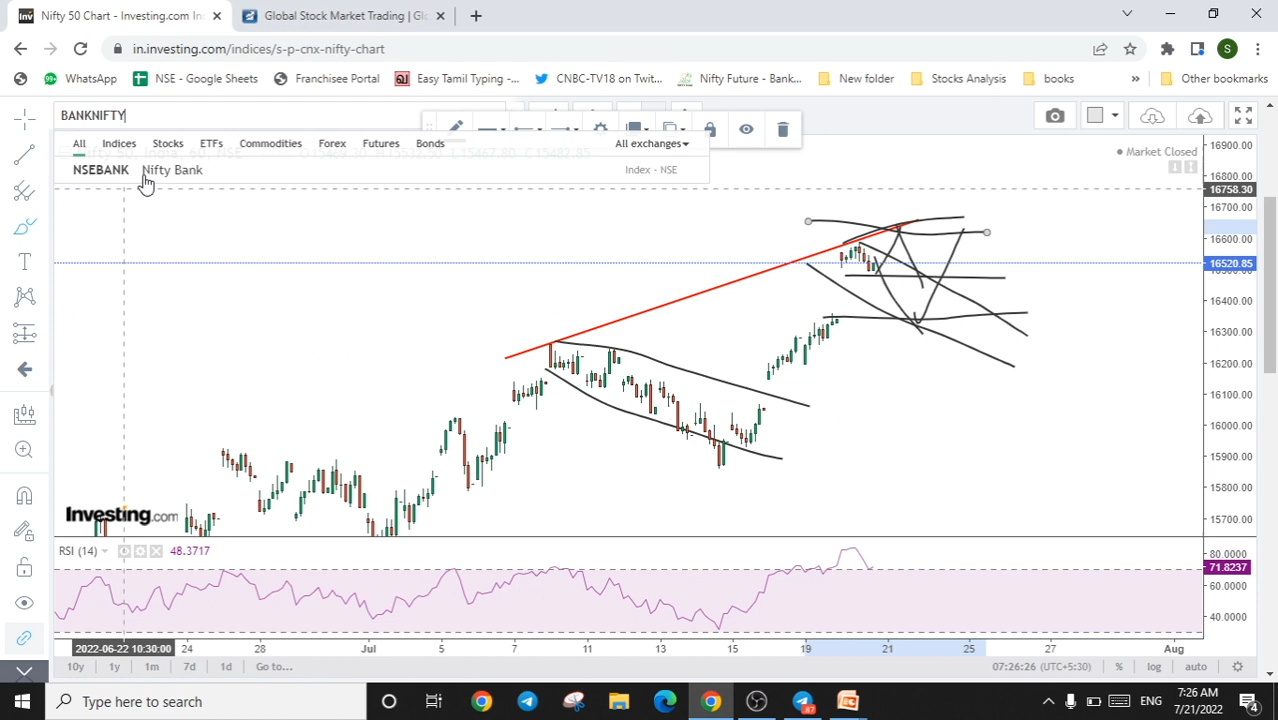 Nifty 50 Chart - Investing.com In
Global Stock Market Trading | Gl
in.investing.com/indices/s-p-cnx-nifty-chart
S
WhatsApp
NSE - Google Sheets
Franchisee Portal
Easy Tamil Typing -...
CNBC-TV18 on Twit...
Nifty Future - Bank...
New folder
Stocks Analysis
books
»
Other bookmarks
BANKNIFTY
All Indices Stocks ETFs Commodities Forex Futures Bonds All exchanges
NSEBANK Nifty Bank Index - NSE
Market Closed
16900.00
16800.00
16758.30
16700.00
16600.00
16520.85
16400.00
16300.00
16200.00
16100.00
16000.00
15900.00
15800.00
15700.00
Investing.com
RSI (14) 48.3717
80.0000
71.8237
60.0000
40.0000
2022-06-22 10:30:00 24 28 Jul 5 7 11 13 15 19 21 25 27 Aug
10y 1y 1m 7d 1d Go to... 07:26:26 (UTC+5:30) % log auto
Type here to search
87
ENG
7:26 AM
7/21/2022
4